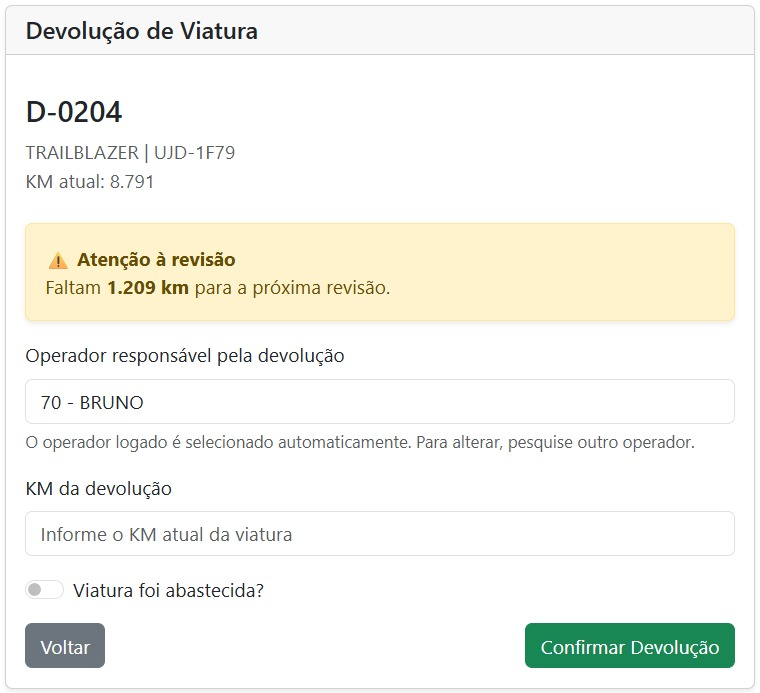 Devolução de Viatura
D-0204
TRAILBLAZER | UJD-1F79
KM atual: 8.791
⚠️ Atenção à revisão
Faltam 1.209 km para a próxima revisão.
Operador responsável pela devolução
70 - BRUNO
O operador logado é selecionado automaticamente. Para alterar, pesquise outro operador.
KM da devolução
Informe o KM atual da viatura
Viatura foi abastecida?
Voltar
Confirmar Devolução